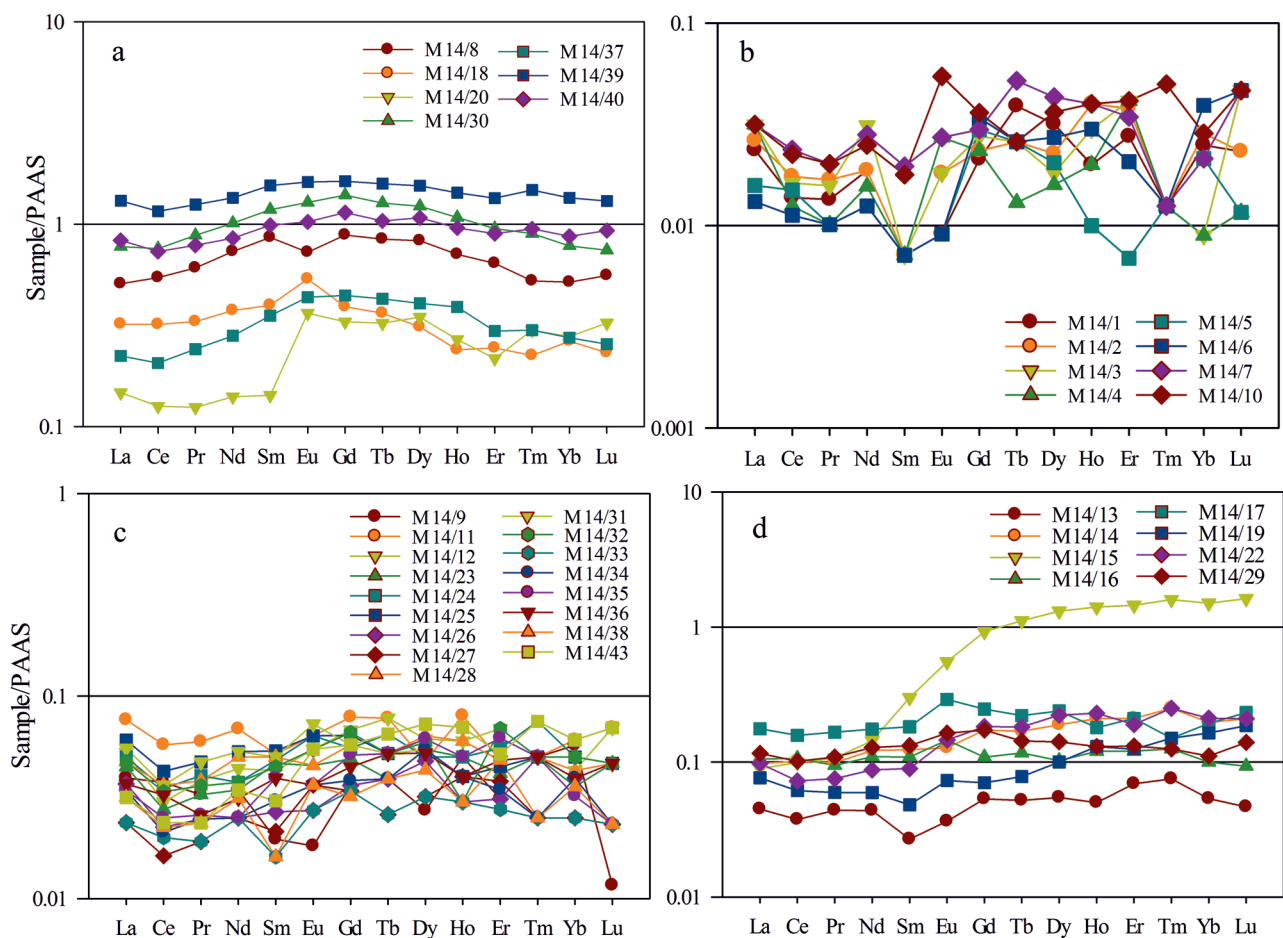 a
10
1
0.1
Sample/PAAS
M14/8
M14/18
M14/20
M14/30
M14/37
M14/39
M14/40
La Ce Pr Nd Sm Eu Gd Tb Dy Ho Er Tm Yb Lu
b
0.1
0.01
0.001
M14/1
M14/2
M14/3
M14/4
M14/5
M14/6
M14/7
M14/10
La Ce Pr Nd Sm Eu Gd Tb Dy Ho Er Tm Yb Lu
c
1
0.1
0.01
Sample/PAAS
M14/9
M14/11
M14/12
M14/23
M14/24
M14/25
M14/26
M14/27
M14/28
M14/31
M14/32
M14/33
M14/34
M14/35
M14/36
M14/38
M14/43
La Ce Pr Nd Sm Eu Gd Tb Dy Ho Er Tm Yb Lu
d
10
1
0.1
0.01
M14/13
M14/14
M14/15
M14/16
M14/17
M14/19
M14/22
M14/29
La Ce Pr Nd Sm Eu Gd Tb Dy Ho Er Tm Yb Lu